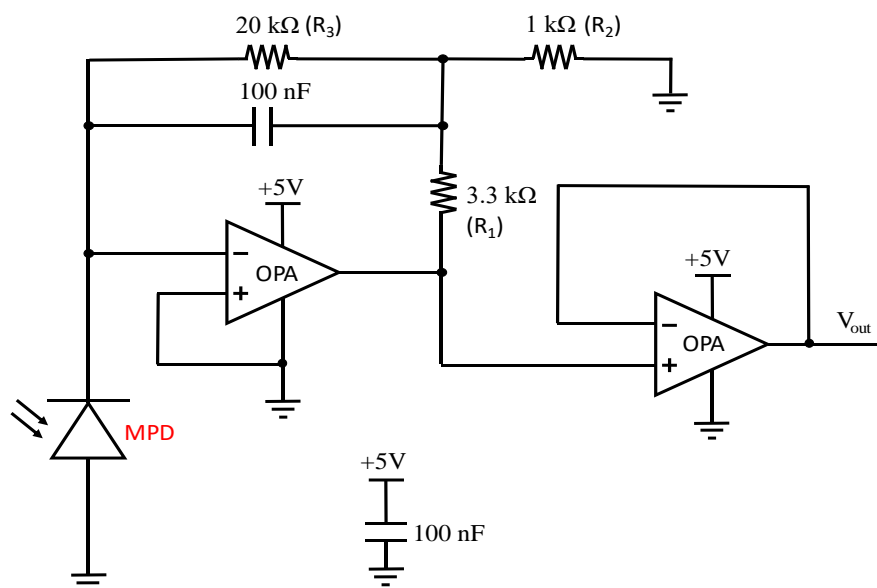 20 kΩ (R₃)
1 kΩ (R₂)
100 nF
+5V
3.3 kΩ
(R₁)
−
OPA
+
+5V
−
OPA
+
Vout
MPD
+5V
100 nF